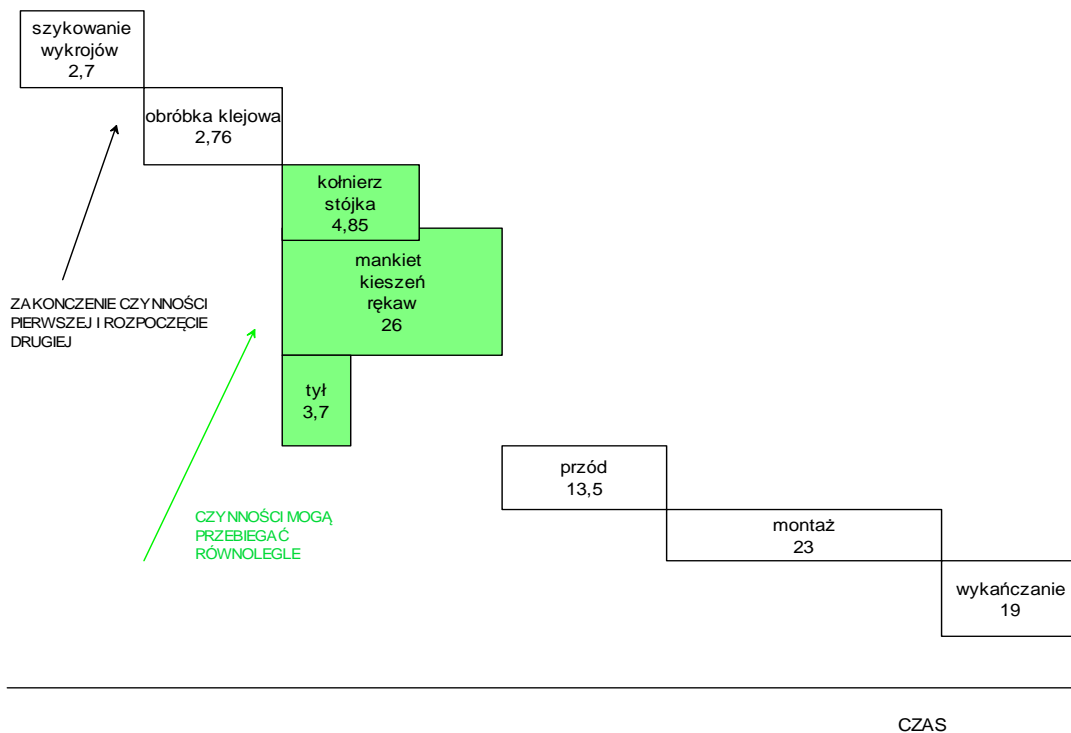 szykowanie
wykrojów
2,7
obróbka klejowa
2,76
kołnierz
stójka
4,85
mankiet
kieszeń
rękaw
26
ZAKONCZENIE CZYNNOŚCI
PIERWSZEJ I ROZPOCZĘCIE
DRUGIEJ
tył
3,7
przód
13,5
CZYNNOŚCI MOGĄ
PRZEBIEGAĆ
RÓWNOLEGLE
montaż
23
wykańczanie
19
CZAS